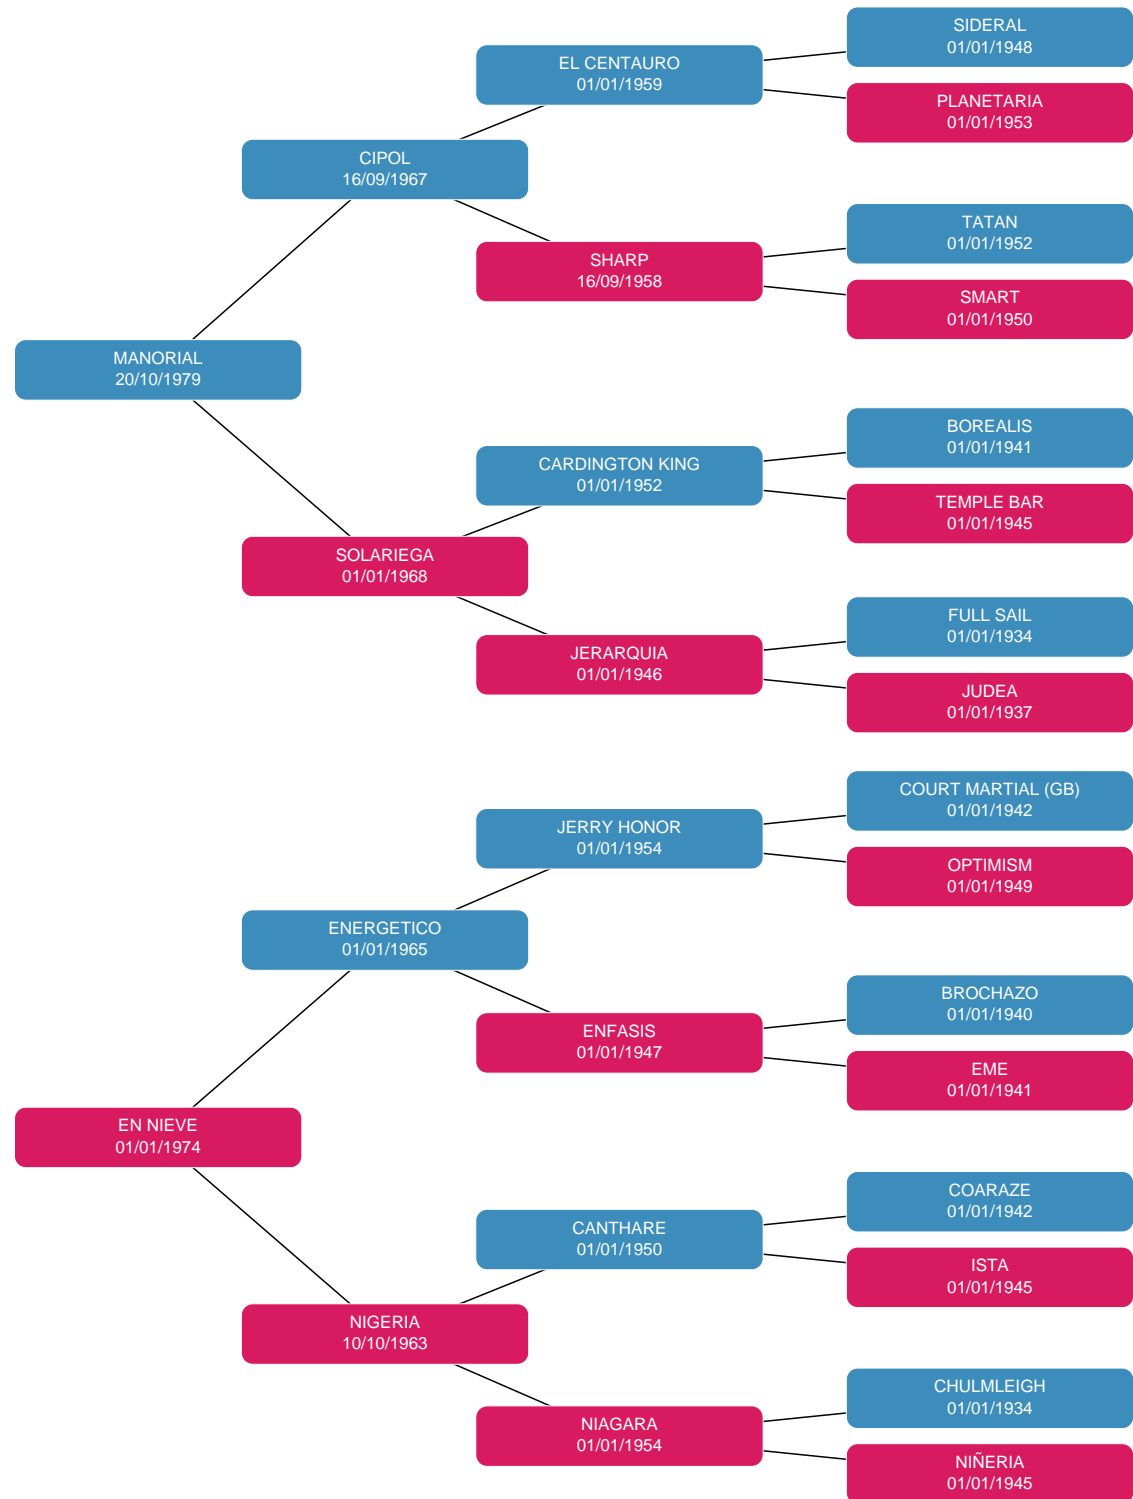 SIDERAL
01/01/1948
EL CENTAURO
01/01/1959
PLANETARIA
01/01/1953
CIPOL
16/09/1967
TATAN
01/01/1952
SHARP
16/09/1958
SMART
01/01/1950
MANORIAL
20/10/1979
BOREALIS
01/01/1941
CARDINGTON KING
01/01/1952
TEMPLE BAR
01/01/1945
SOLARIEGA
01/01/1968
FULL SAIL
01/01/1934
JERARQUIA
01/01/1946
JUDEA
01/01/1937
COURT MARTIAL (GB)
01/01/1942
JERRY HONOR
01/01/1954
OPTIMISM
01/01/1949
ENERGETICO
01/01/1965
BROCHAZO
01/01/1940
ENFASIS
01/01/1947
EME
01/01/1941
EN NIEVE
01/01/1974
COARAZE
01/01/1942
CANTHARE
01/01/1950
ISTA
01/01/1945
NIGERIA
10/10/1963
CHULMLEIGH
01/01/1934
NIAGARA
01/01/1954
NIÑERIA
01/01/1945